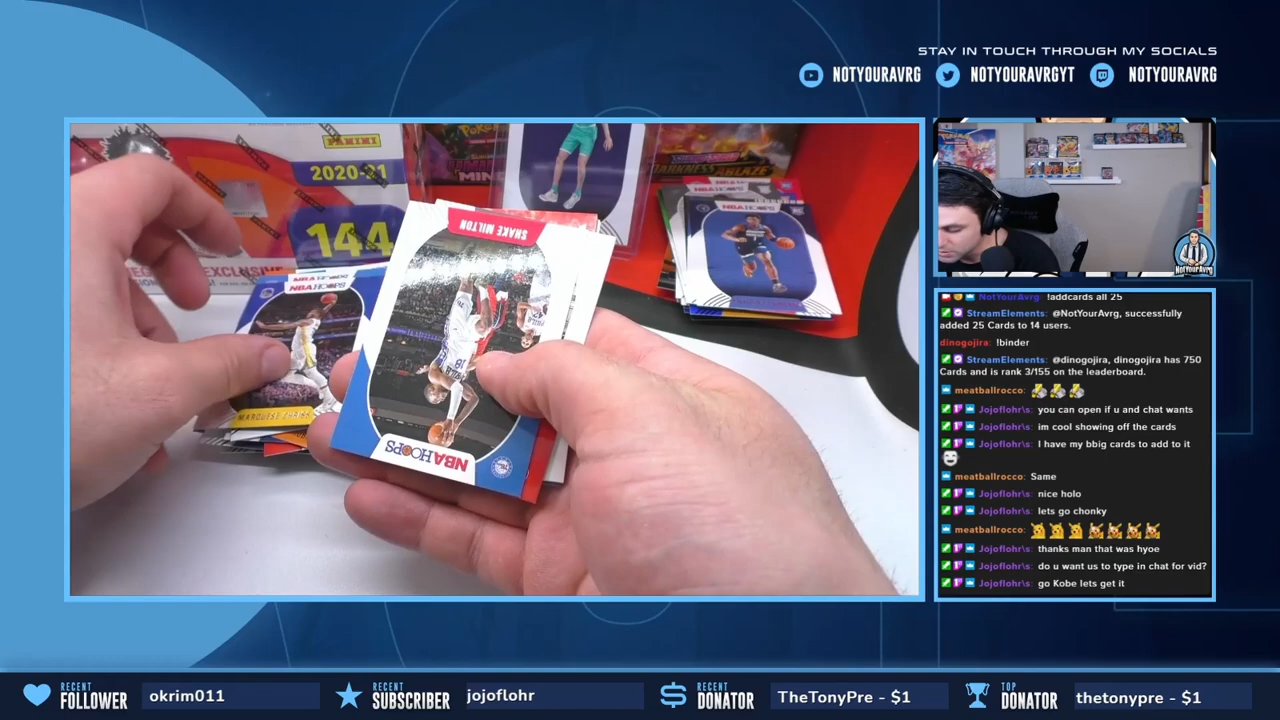 STAY IN TOUCH THROUGH MY SOCIALS
NOTYOURAVRG NOTYOURAVRGYT NOTYOURAVRG
PANINI
2020-21
144
EXCLUSIVE
DARKNESS ABLAZE
NBA HOOPS
NBA HOOPS
SHAKE MILTON
18
NBA HOOPS
MARQUESE CHRISS
NotYourAvrg
NotYourAvrg: !addcards all 25
StreamElements: @NotYourAvrg, successfully
added 25 Cards to 14 users.
dinogojira: !binder
StreamElements: @dinogojira, dinogojira has 750
Cards and is rank 3/155 on the leaderboard.
meatballrocco:
Jojoflohr\s: you can open if u and chat wants
Jojoflohr\s: im cool showing off the cards
Jojoflohr\s: I have my bbig cards to add to it
meatballrocco: Same
Jojoflohr\s: nice holo
Jojoflohr\s: lets go chonky
meatballrocco:
Jojoflohr\s: thanks man that was hyoe
Jojoflohr\s: do u want us to type in chat for vid?
Jojoflohr\s: go Kobe lets get it
RECENT FOLLOWER okrim011
RECENT SUBSCRIBER jojoflohr
RECENT DONATOR TheTonyPre - $1
TOP DONATOR thetonypre - $1